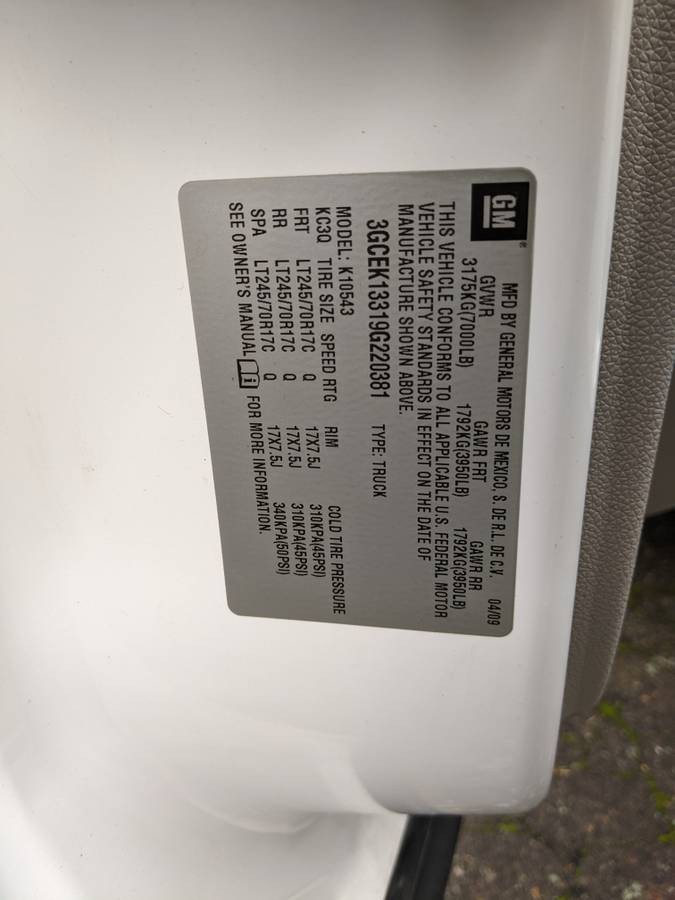 GM®
MFD BY GENERAL MOTORS DE MEXICO, S. DE R.L. DE C.V. 04/09
GVWR GAWR FRT GAWR RR
3175KG(7000LB) 1792KG(3950LB) 1792KG(3950LB)
THIS VEHICLE CONFORMS TO ALL APPLICABLE U.S. FEDERAL MOTOR
VEHICLE SAFETY STANDARDS IN EFFECT ON THE DATE OF
MANUFACTURE SHOWN ABOVE.
3GCEK13319G220381 TYPE: TRUCK
MODEL: K10543
KC3Q TIRE SIZE SPEED RTG RIM COLD TIRE PRESSURE
FRT LT245/70R17C Q 17X7.5J 310KPA(45PSI)
RR LT245/70R17C Q 17X7.5J 310KPA(45PSI)
SPA LT245/70R17C Q 17X7.5J 340KPA(50PSI)
SEE OWNER'S MANUAL i FOR MORE INFORMATION.